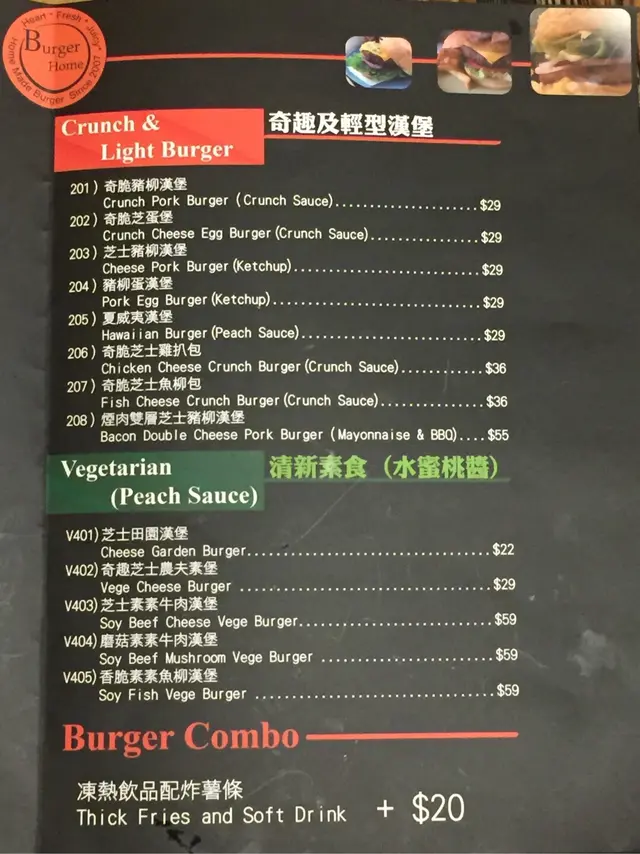 Heart * Fresh * Juicy*
Burger
Home
Home Made Burger Since 2007
Crunch &
Light Burger
奇趣及輕型漢堡
201) 奇脆豬柳漢堡
Crunch Pork Burger (Crunch Sauce)....................$29
202) 奇脆芝蛋堡
Crunch Cheese Egg Burger(Crunch Sauce)...............$29
203) 芝士豬柳漢堡
Cheese Pork Burger(Ketchup)..........................$29
204) 豬柳蛋漢堡
Pork Egg Burger(Ketchup).............................$29
205) 夏威夷漢堡
Hawaiian Burger(Peach Sauce).........................$29
206) 奇脆芝士雞扒包
Chicken Cheese Crunch Burger(Crunch Sauce)...........$36
207) 奇脆芝士魚柳包
Fish Cheese Crunch Burger(Crunch Sauce)..............$36
208) 煙肉雙層芝士豬柳漢堡
Bacon Double Cheese Pork Burger (Mayonnaise & BBQ)....$55
Vegetarian
(Peach Sauce)
清新素食 (水蜜桃醬)
V401)芝士田園漢堡
Cheese Garden Burger..................................$22
V402)奇趣芝士農夫素堡
Vege Cheese Burger ...................................$29
V403)芝士素素牛肉漢堡
Soy Beef Cheese Vege Burger...........................$59
V404)磨菇素素牛肉漢堡
Soy Beef Mushroom Vege Burger ........................$59
V405)香脆素素魚柳漢堡
Soy Fish Vege Burger .................................$59
Burger Combo
凍熱飲品配炸薯條
Thick Fries and Soft Drink + $20